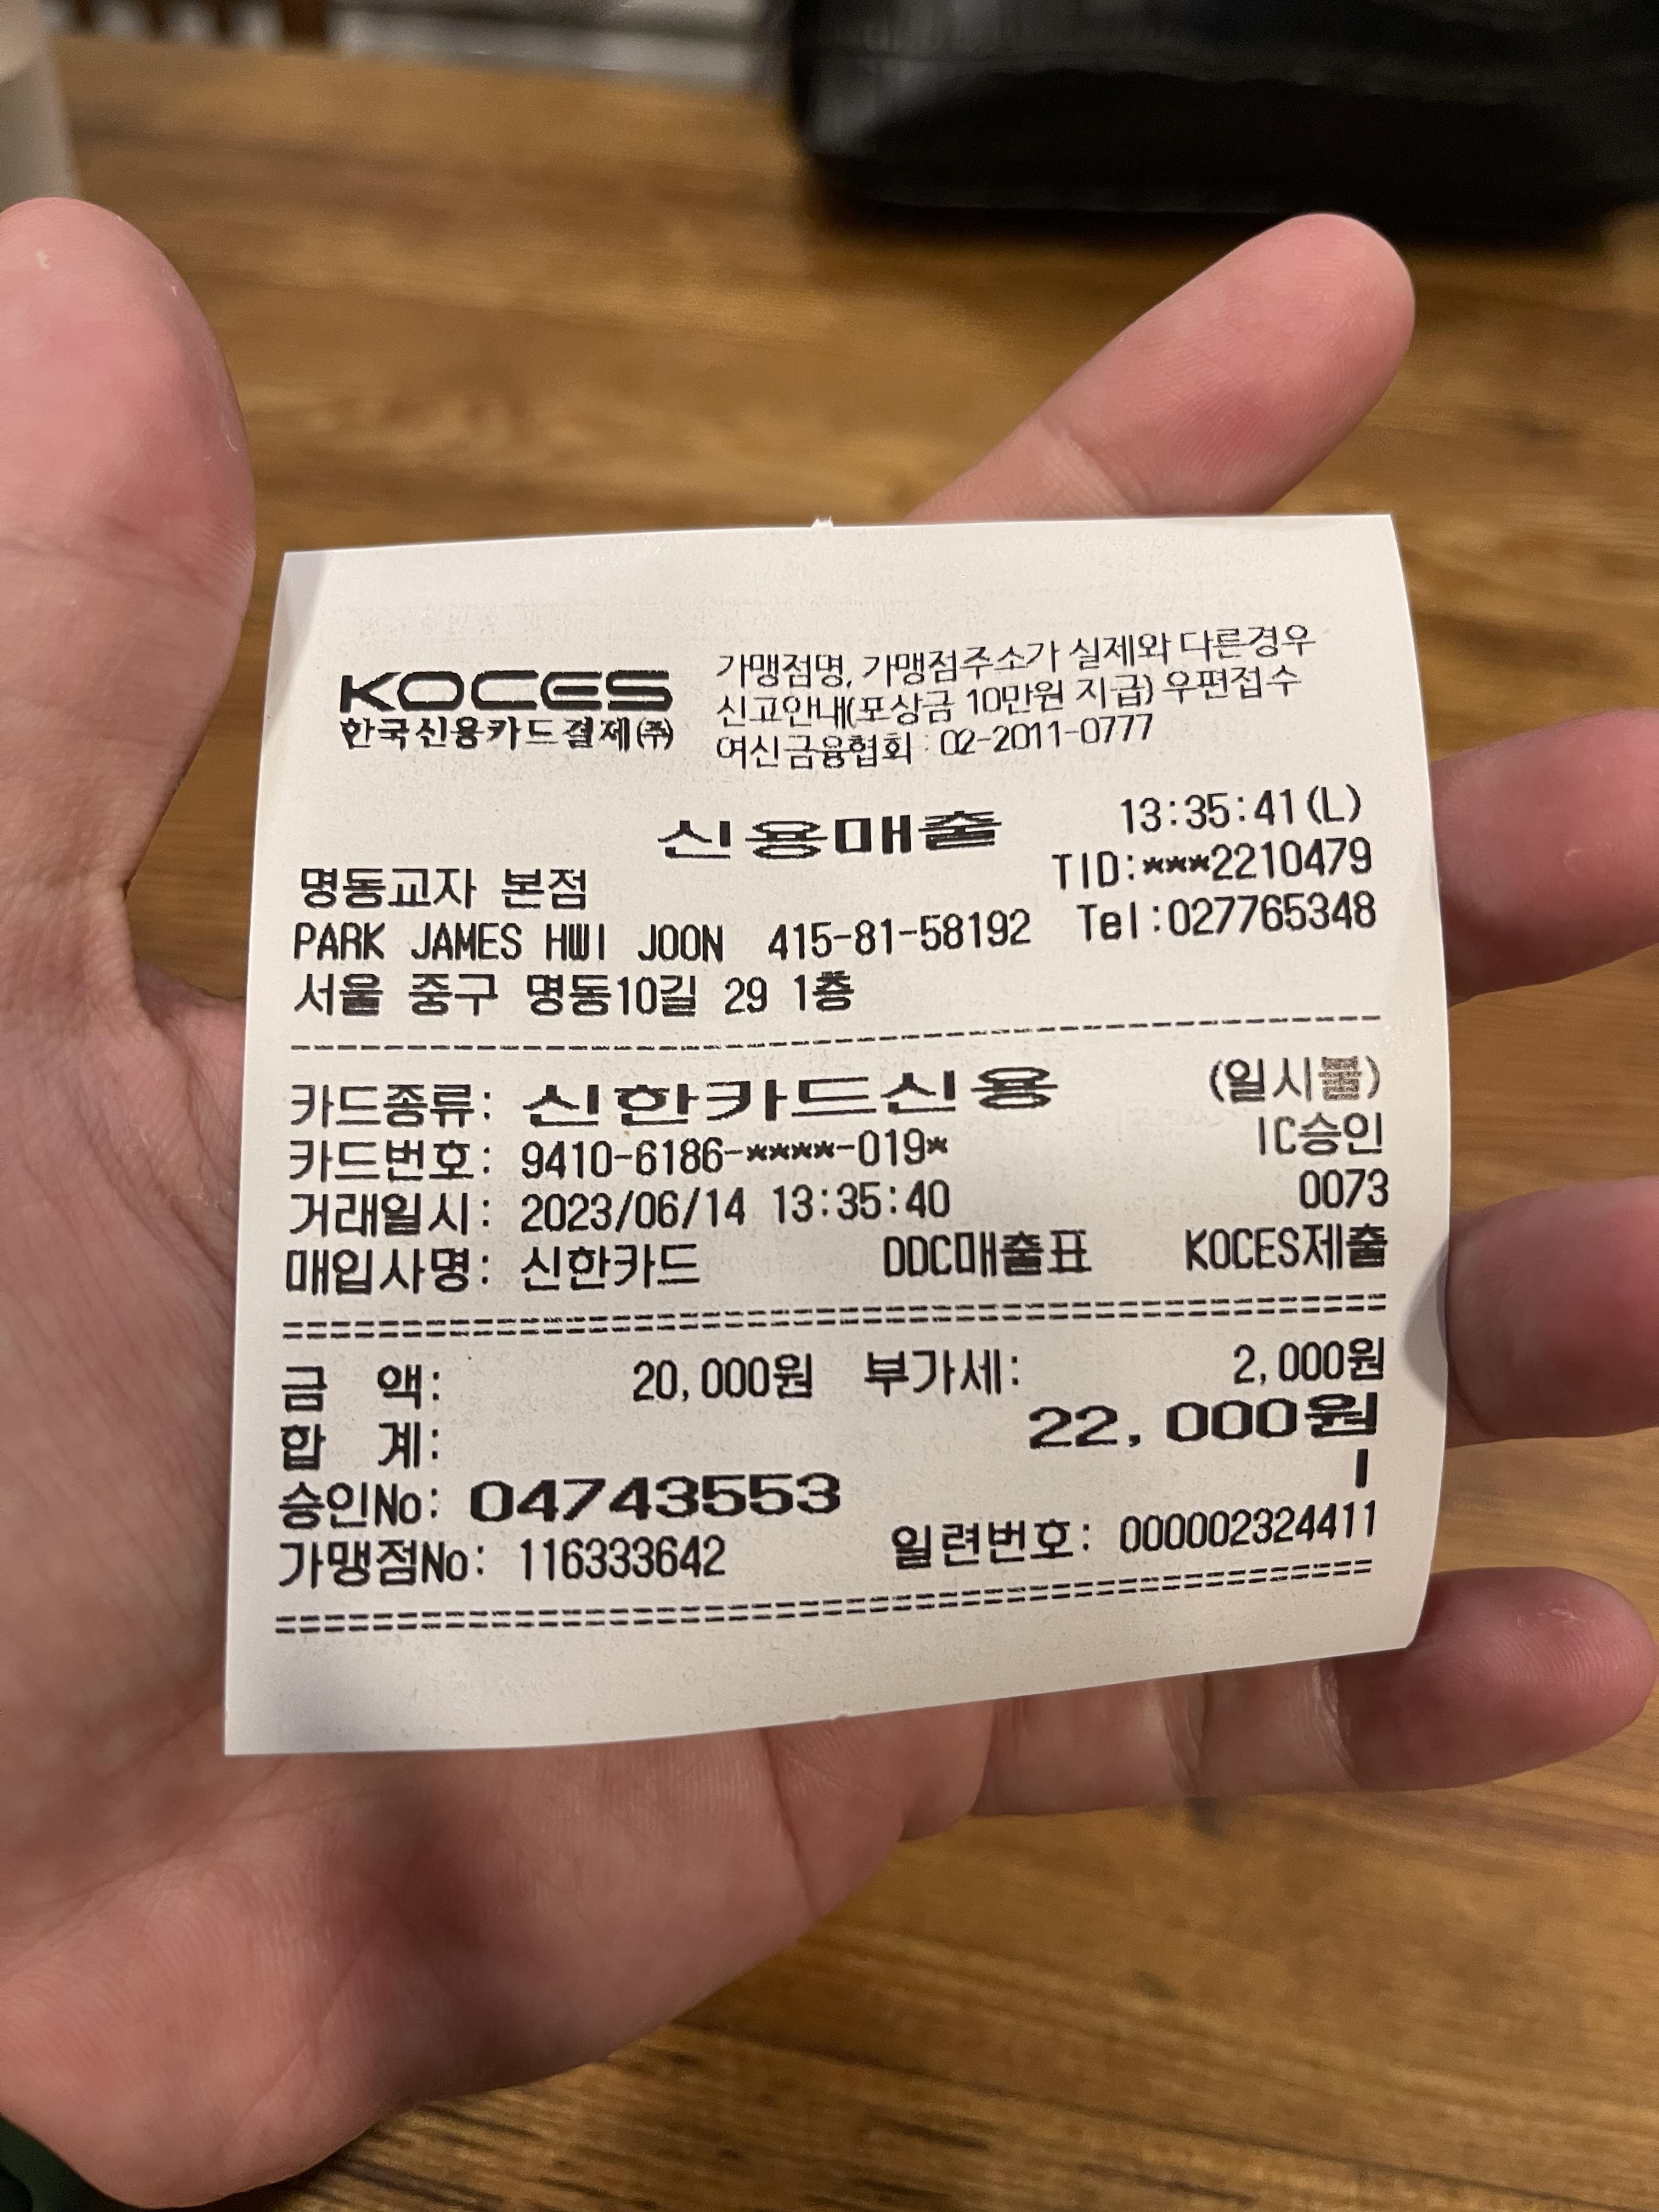 KOCES
한국신용카드결제㈜
가맹점명, 가맹점주소가 실제와 다른경우
신고안내(포상금 10만원 지급) 우편접수
여신금융협회 : 02-2011-0777
신용매출 13:35:41(L)
명동교자 본점 TID:***2210479
PARK JAMES HWI JOON 415-81-58192 Tel:027765348
서울 중구 명동10길 29 1층
카드종류: 신한카드신용 (일시불)
카드번호: 9410-6186-****-019* IC승인
거래일시: 2023/06/14 13:35:40 0073
매입사명: 신한카드 DDC매출표 KOCES제출
금 액: 20,000원 부가세: 2,000원
합 계: 22,000원
승인No: 04743553
가맹점No: 116333642 일련번호: 000002324411